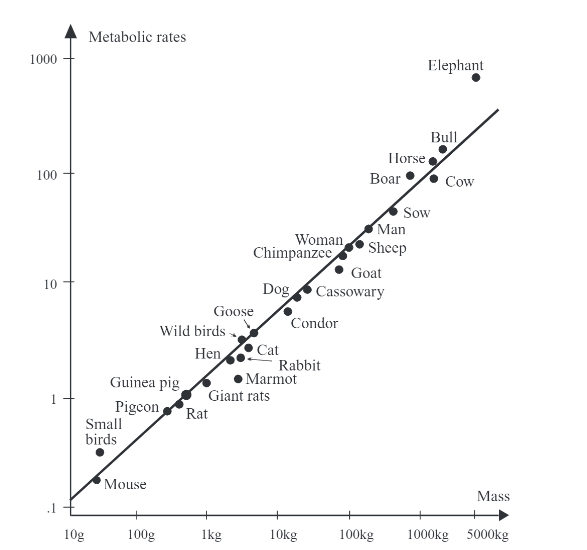 Metabolic rates
1000
Elephant
Bull
Horse
100
Boar
Cow
Sow
Man
Woman
Sheep
Chimpanzee
Goat
10
Dog
Cassowary
Goose
Condor
Wild birds
Hen
Cat
Rabbit
Guinea pig
Marmot
1
Giant rats
Pigeon
Rat
Small
birds
Mouse
Mass
.1
10g 100g 1kg 10kg 100kg 1000kg 5000kg